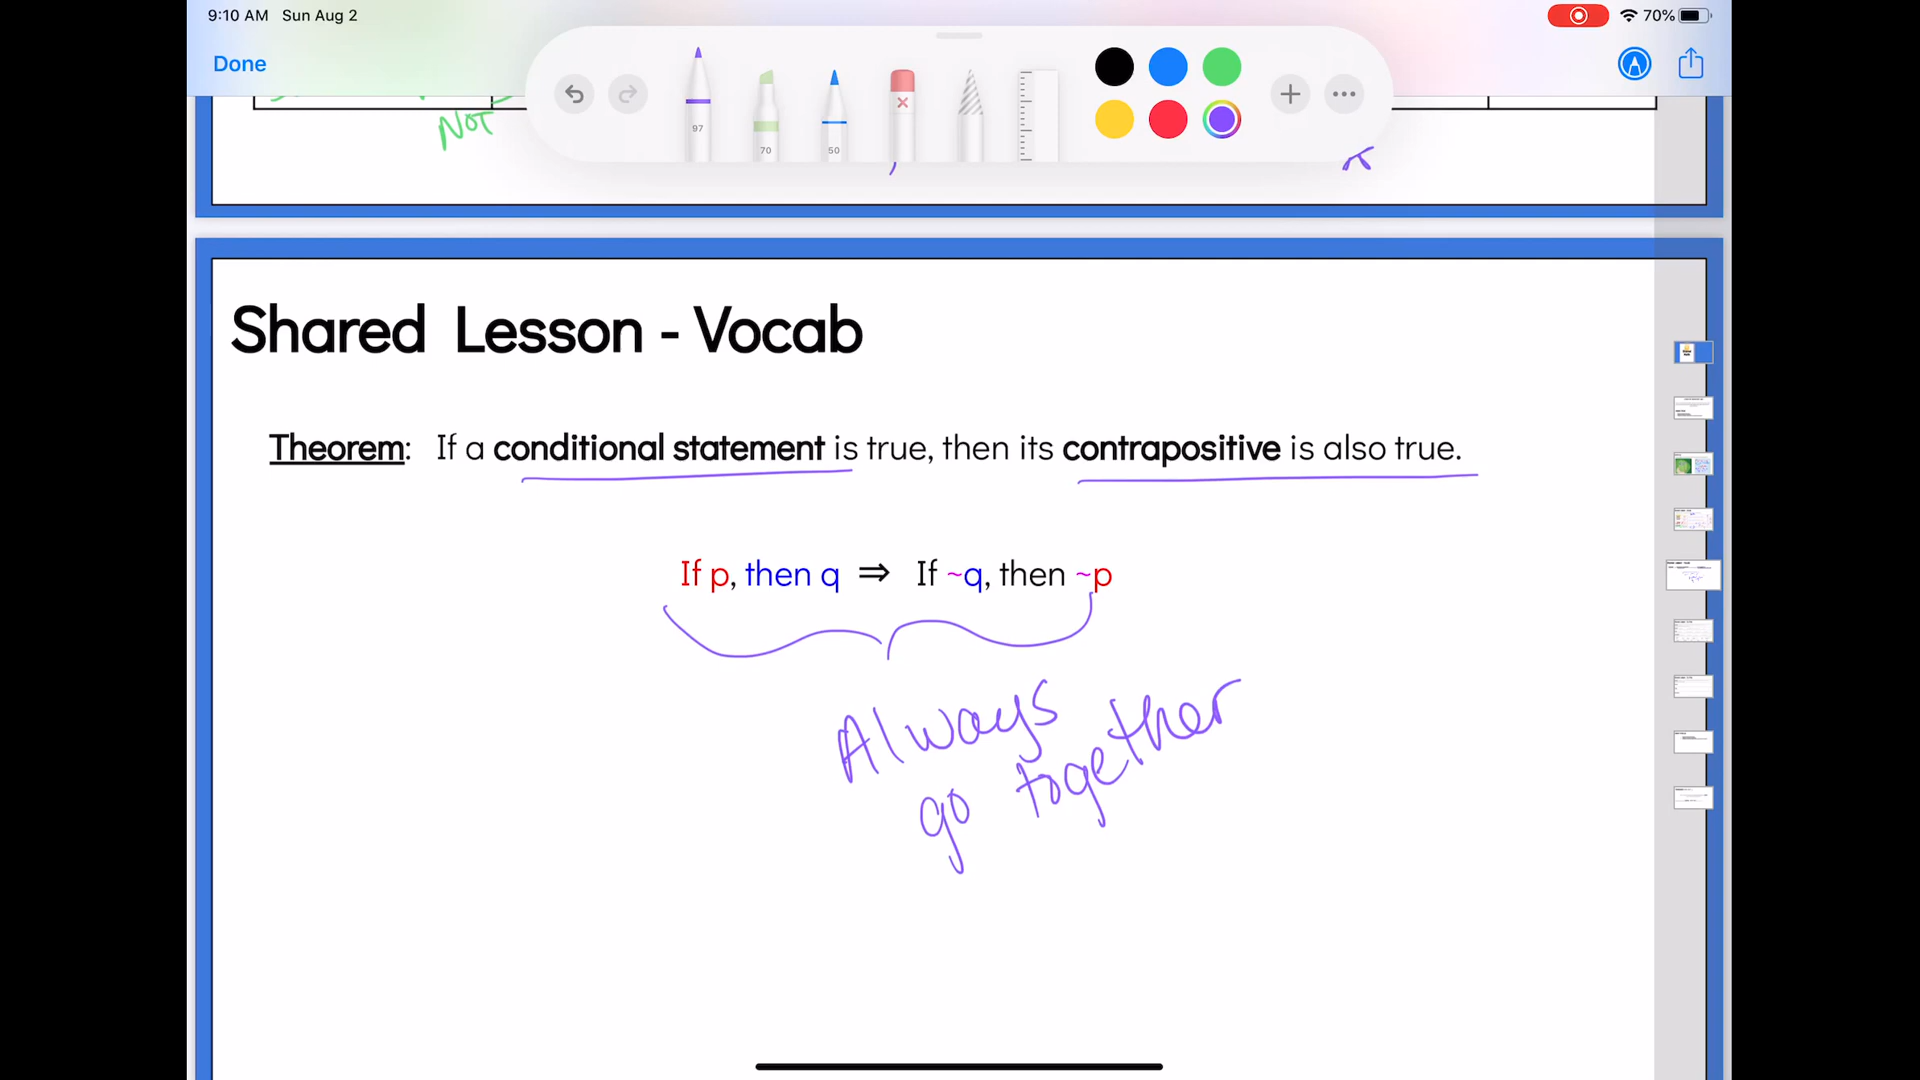 9:10 AM Sun Aug 2
70%
Done
97
70
50
NOT
Shared Lesson - Vocab
Theorem: If a conditional statement is true, then its contrapositive is also true.
If p, then q ⇒ If ~q, then ~p
Always
go together